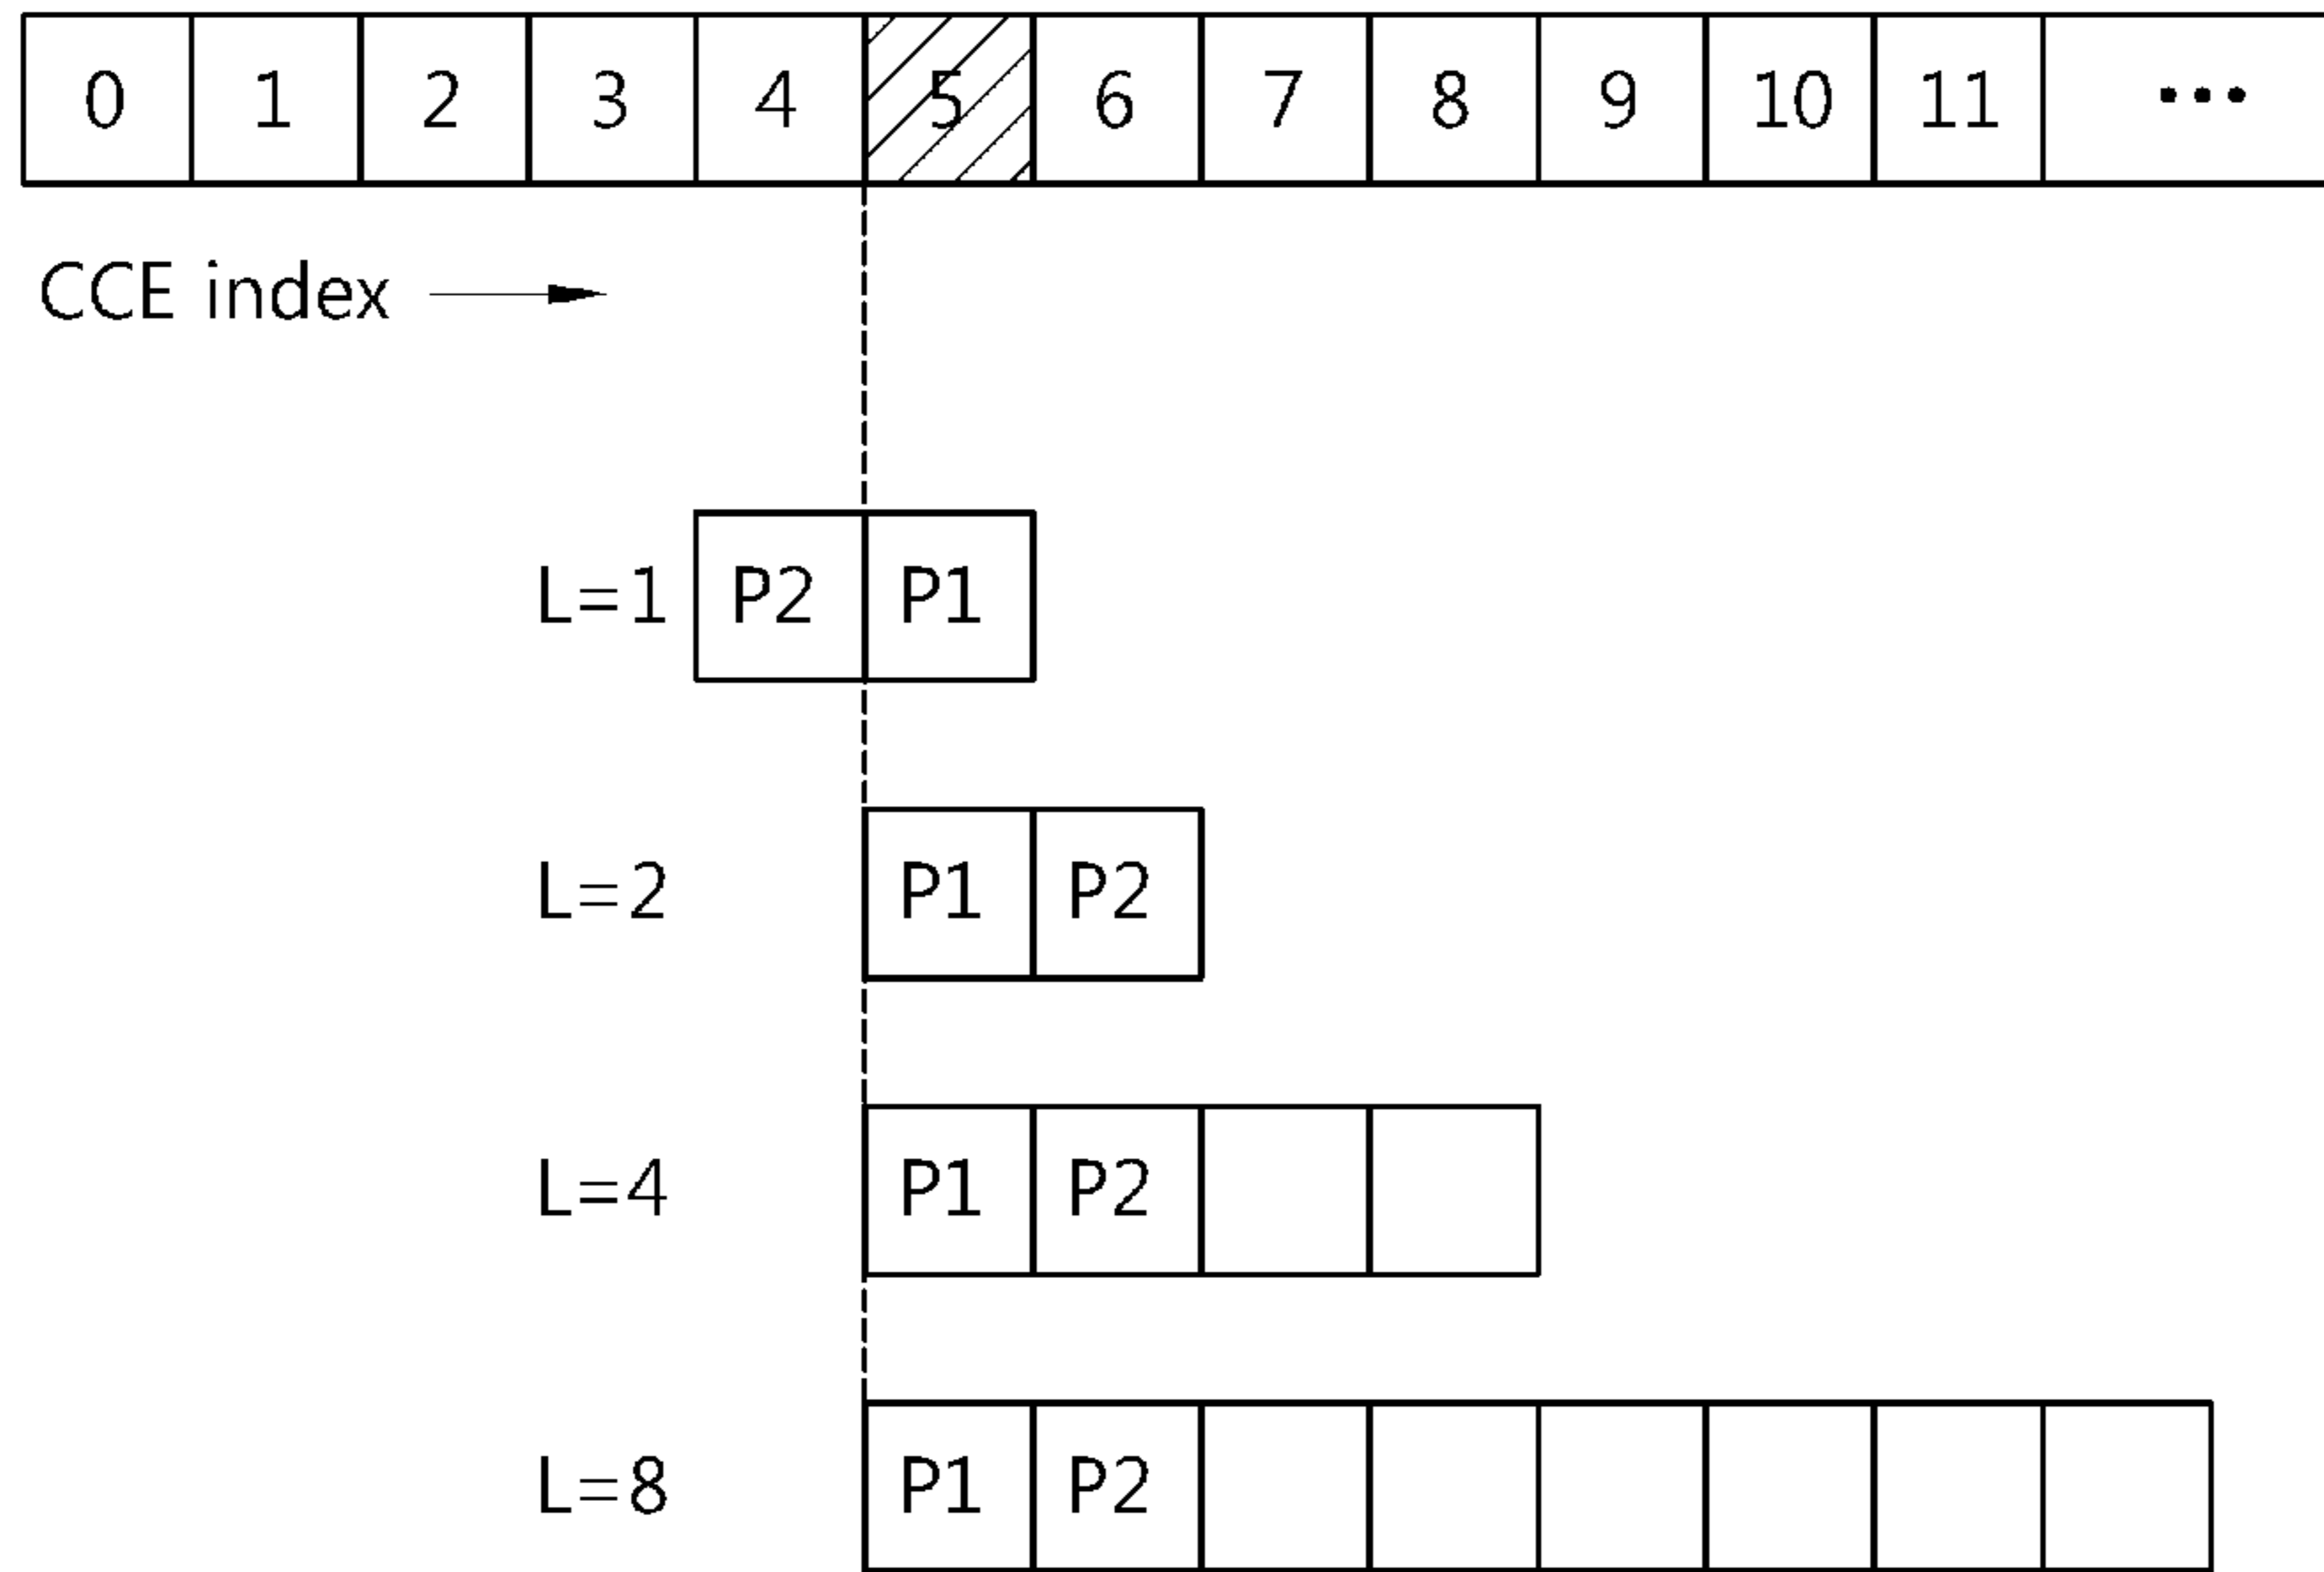 0 1 2 3 4 5 6 7 8 9 10 11 •••
CCE index
L=1 P2 P1
L=2 P1 P2
L=4 P1 P2
L=8 P1 P2